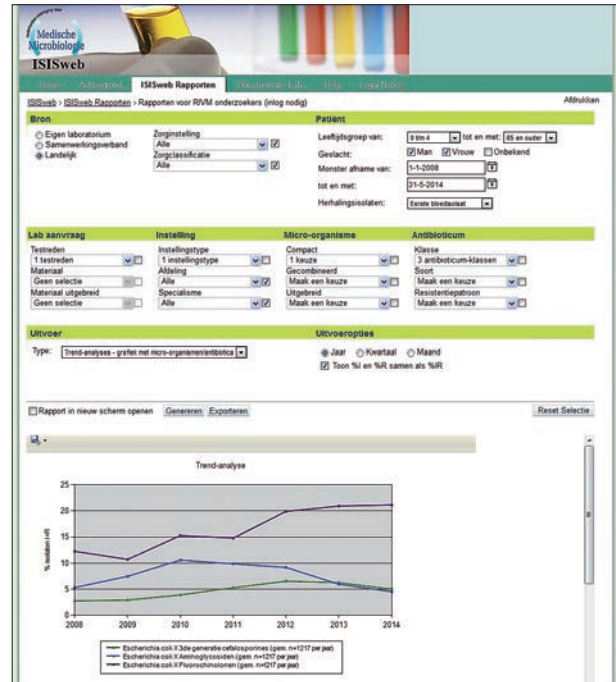 Medische
Microbiologie
ISISweb
ISISweb Rapporten
ISISweb > ISISweb Rapporten > Rapporten voor RIVM onderzoekers (inlog nodig)
Afdrukken
Bron
Eigen laboratorium
Samenwerkingsverband
Landelijk
Zorginstelling
Alle
Zorgclassificatie
Alle
Patiënt
Leeftijdsgroep van: 0 t/m 4 tot en met: 65 en ouder
Geslacht: Man Vrouw Onbekend
Monster afname van: 1-1-2008
tot en met: 31-5-2014
Herhalingsisolaten: Eerste bloedisolaat
Lab aanvraag
Testreden
1 testreden
Materiaal
Geen selectie
Materiaal uitgebreid
Geen selectie
Instelling
Instellingstype
1 instellingstype
Afdeling
Alle
Specialisme
Alle
Micro-organisme
Compact
1 keuze
Gecombineerd
Maak een keuze
Uitgebreid
Maak een keuze
Antibioticum
Klasse
3 antibioticum-klassen
Soort
Maak een keuze
Resistentiepatroon
Maak een keuze
Uitvoer
Type: Trend-analyses - grafiek met micro-organismen/antibiotica
Uitvoeropties
Jaar Kwartaal Maand
Toon %I en %R samen als %IR
Rapport in nieuw scherm openen Genereren Exporteren
Reset Selectie
Trend-analyse
% isolaten I+R
25
20
15
10
5
0
2008 2009 2010 2011 2012 2013 2014
Escherichia coli X 3de generatie cefalosporines (gem. n=1217 per jaar)
Escherichia coli X Aminoglycosiden (gem. n=1217 per jaar)
Escherichia coli X Fluorochinolonen (gem. n=1217 per jaar)